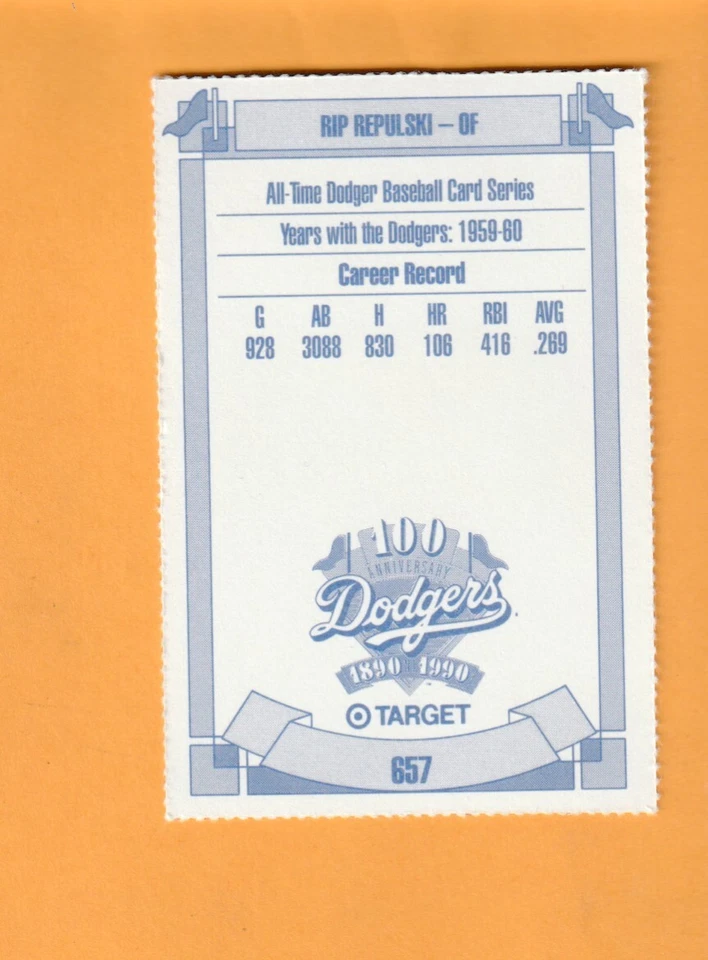 RIP REPULSKI – OF
All-Time Dodger Baseball Card Series
Years with the Dodgers: 1959-60
Career Record
G AB H HR RBI AVG
928 3088 830 106 416 .269
100
ANNIVERSARY
Dodgers
1890 1990
TARGET
657